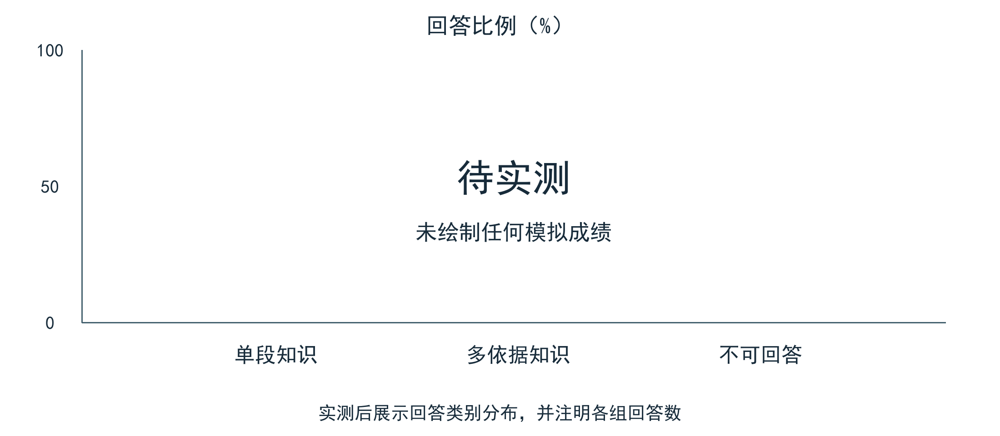 回答比例（%）
100
50
0
待实测
未绘制任何模拟成绩
单段知识
多依据知识
不可回答
实测后展示回答类别分布，并注明各组回答数